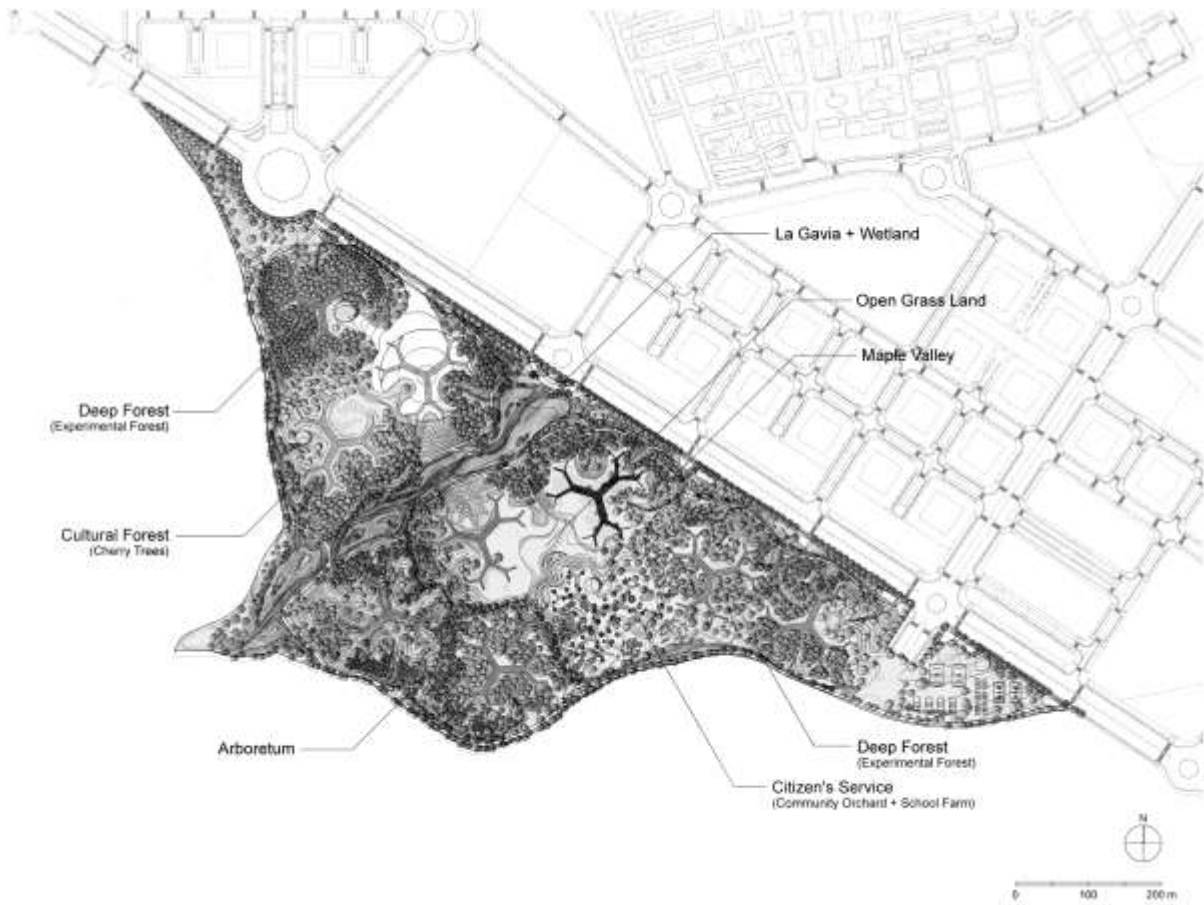 La Gavia + Wetland
Open Grass Land
Maple Valley
Deep Forest
(Experimental Forest)
Cultural Forest
(Cherry Trees)
Arboretum
Deep Forest
(Experimental Forest)
Citizen's Service
(Community Orchard + School Farm)
N
0 100 200 m